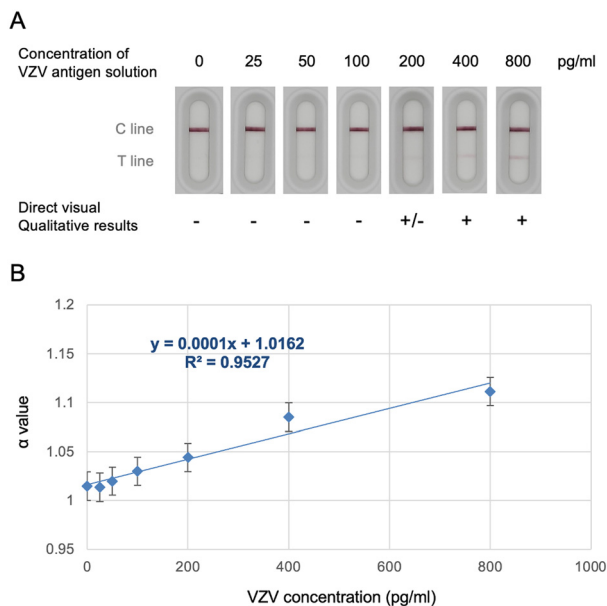 A
Concentration of
VZV antigen solution
0 25 50 100 200 400 800 pg/ml
C line
T line
Direct visual
Qualitative results
- - - - +/- + +
B
1.2
1.15
1.1
1.05
1
0.95
α value
y = 0.0001x + 1.0162
R² = 0.9527
0 200 400 600 800 1000
VZV concentration (pg/ml)